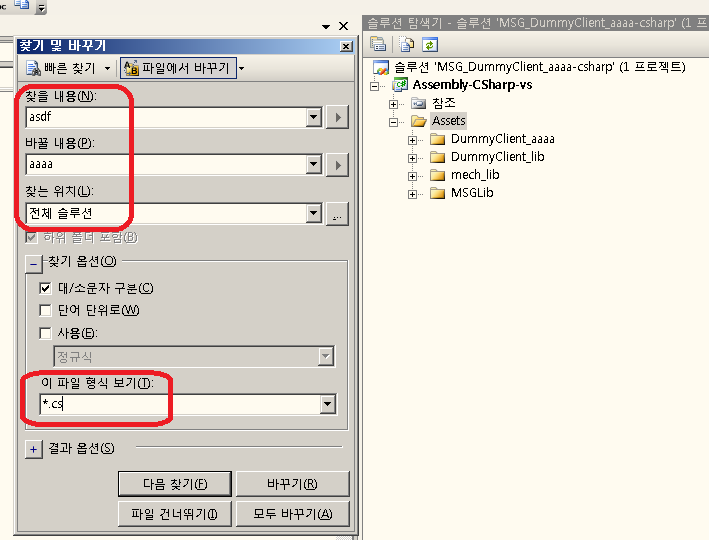 oc
찾기 및 바꾸기
빠른 찾기
파일에서 바꾸기
찾을 내용(N):
asdf
바꿀 내용(P):
aaaa
찾는 위치(L):
전체 솔루션
...
하위 폴더 포함(B)
찾기 옵션(O)
대/소문자 구분(C)
단어 단위로(W)
사용(E):
정규식
이 파일 형식 보기(T):
*.cs
결과 옵션(S)
다음 찾기(F)
바꾸기(R)
파일 건너뛰기(I)
모두 바꾸기(A)
솔루션 탐색기 - 솔루션 'MSG_DummyClient_aaaa-csharp' (1 프
솔루션 'MSG_DummyClient_aaaa-csharp' (1 프로젝트)
Assembly-CSharp-vs
참조
Assets
DummyClient_aaaa
DummyClient_lib
mech_lib
MSGLib